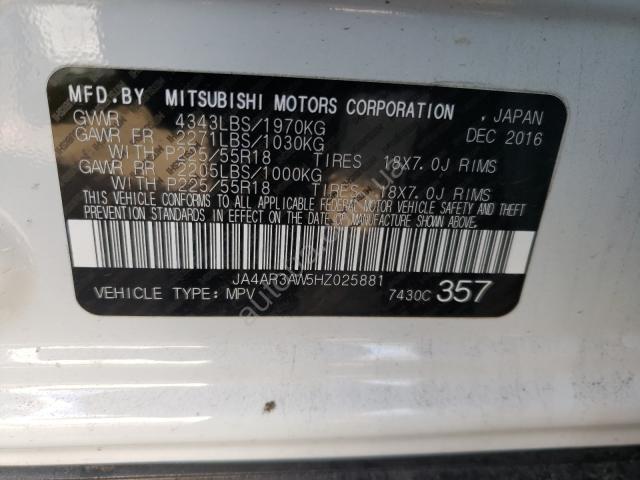 MFD.BY MITSUBISHI MOTORS CORPORATION , JAPAN
GVWR 4343LBS/1970KG DEC 2016
GAWR FR 2271LBS/1030KG
WITH P225/55R18 TIRES 18X7.0J RIMS
GAWR RR 2205LBS/1000KG
WITH P225/55R18 TIRES 18X7.0J RIMS
THIS VEHICLE CONFORMS TO ALL APPLICABLE FEDERAL MOTOR VEHICLE SAFETY AND THEFT
PREVENTION STANDARDS IN EFFECT ON THE DATE OF MANUFACTURE SHOWN ABOVE.
JA4AR3AW5HZ025881
VEHICLE TYPE: MPV 7430C 357